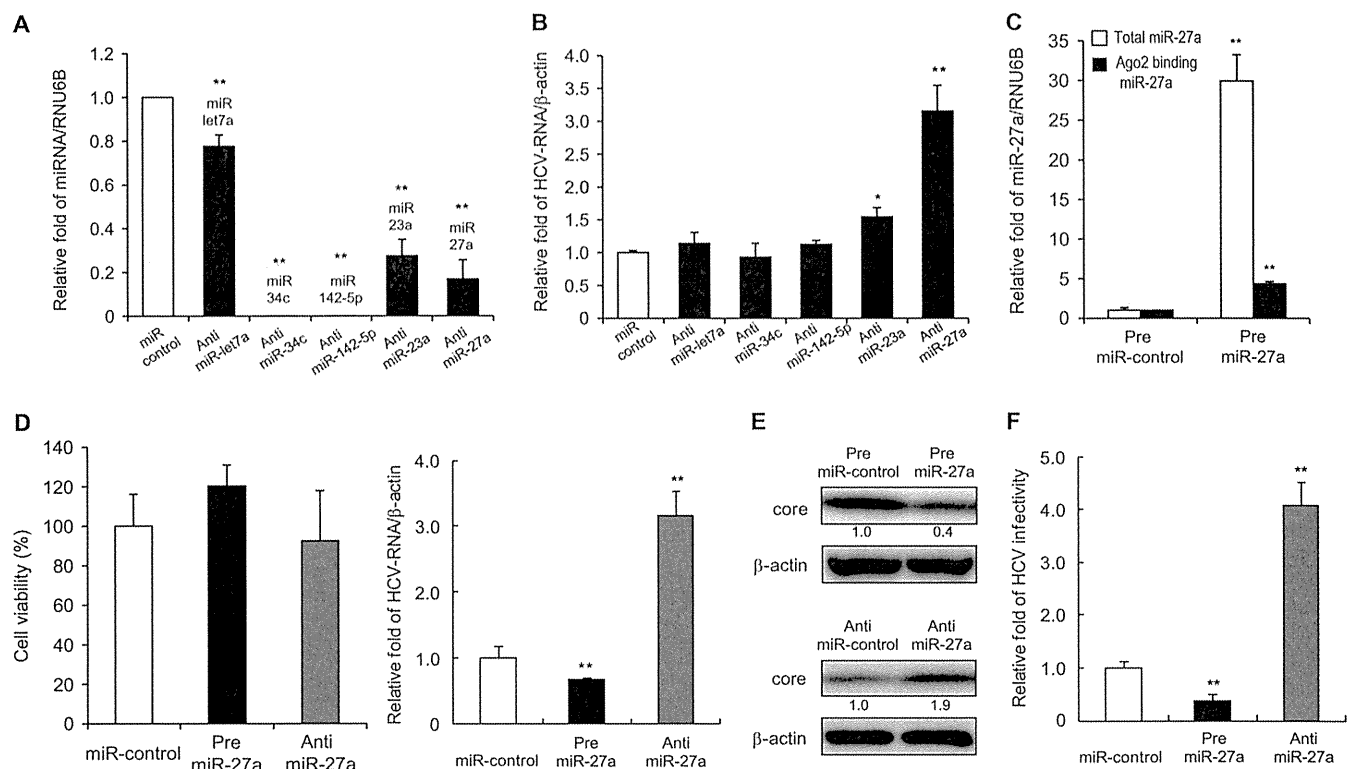 A
Relative fold of miRNA/RNU6B
1.2
1.0
0.8
0.6
0.4
0.2
0
**
miR
let7a
**
miR
34c
**
miR
142-5p
**
miR
23a
**
miR
27a
miR
control
Anti
miR-let7a
Anti
miR-34c
Anti
miR-142-5p
Anti
miR-23a
Anti
miR-27a
B
Relative fold of HCV-RNA/β-actin
4.0
3.5
3.0
2.5
2.0
1.5
1.0
0.5
0
*
**
miR
control
Anti
miR-let7a
Anti
miR-34c
Anti
miR-142-5p
Anti
miR-23a
Anti
miR-27a
C
Relative fold of miR-27a/RNU6B
35
30
25
20
15
10
5
0
Total miR-27a
Ago2 binding
miR-27a
**
**
Pre
miR-control
Pre
miR-27a
D
Cell viability (%)
140
120
100
80
60
40
20
0
miR-control
Pre
miR-27a
Anti
miR-27a
Relative fold of HCV-RNA/β-actin
4.0
3.0
2.0
1.0
0
**
**
miR-control
Pre
miR-27a
Anti
miR-27a
E
Pre
miR-control
Pre
miR-27a
core
1.0 0.4
β-actin
Anti
miR-control
Anti
miR-27a
core
1.0 1.9
β-actin
F
Relative fold of HCV infectivity
5.0
4.0
3.0
2.0
1.0
0
**
**
miR-control
Pre
miR-27a
Anti
miR-27a